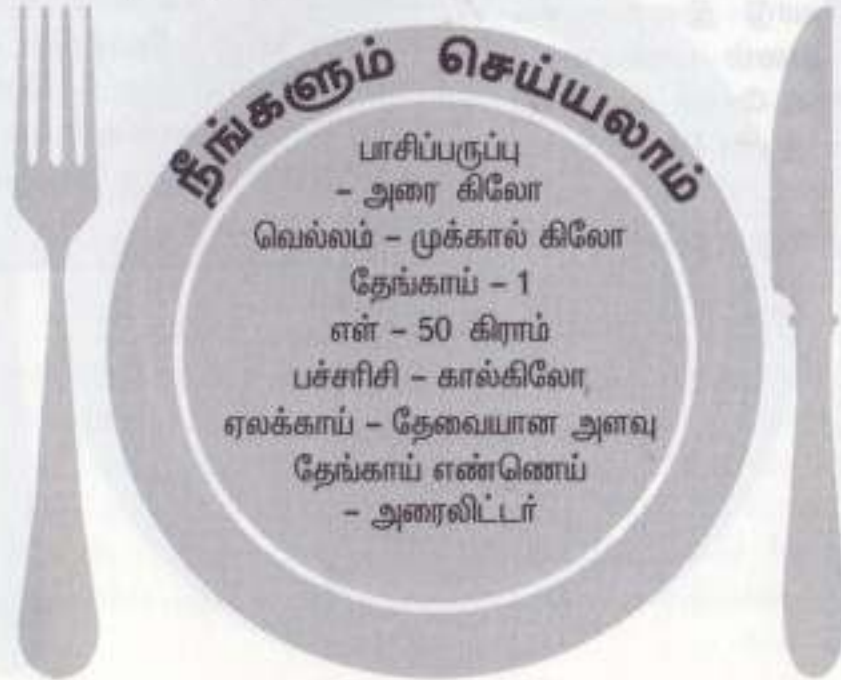 நீங்களும் செய்யலாம்
பாசிப்பருப்பு
– அரை கிலோ
வெல்லம் – முக்கால் கிலோ
தேங்காய் – 1
எள் – 50 கிராம்
பச்சரிசி – கால்கிலோ,
ஏலக்காய் – தேவையான அளவு
தேங்காய் எண்ணெய்
– அரைலிட்டர்